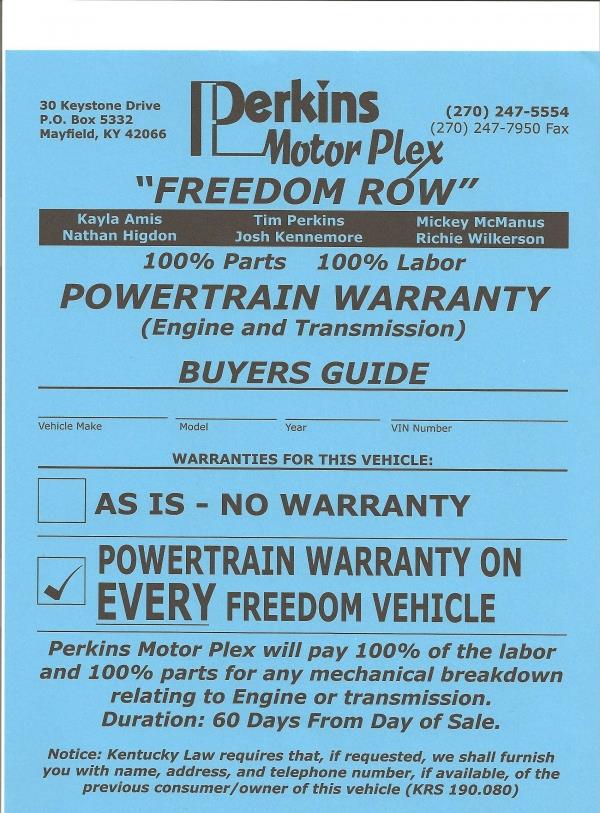 30 Keystone Drive
P.O. Box 5332
Mayfield, KY 42066
Perkins
Motor Plex
(270) 247-5554
(270) 247-7950 Fax
"FREEDOM ROW"
Kayla Amis Tim Perkins Mickey McManus
Nathan Higdon Josh Kennemore Richie Wilkerson
100% Parts 100% Labor
POWERTRAIN WARRANTY
(Engine and Transmission)
BUYERS GUIDE
Vehicle Make Model Year VIN Number
WARRANTIES FOR THIS VEHICLE:
AS IS - NO WARRANTY
POWERTRAIN WARRANTY ON
EVERY FREEDOM VEHICLE
Perkins Motor Plex will pay 100% of the labor
and 100% parts for any mechanical breakdown
relating to Engine or transmission.
Duration: 60 Days From Day of Sale.
Notice: Kentucky Law requires that, if requested, we shall furnish
you with name, address, and telephone number, if available, of the
previous consumer/owner of this vehicle (KRS 190.080)